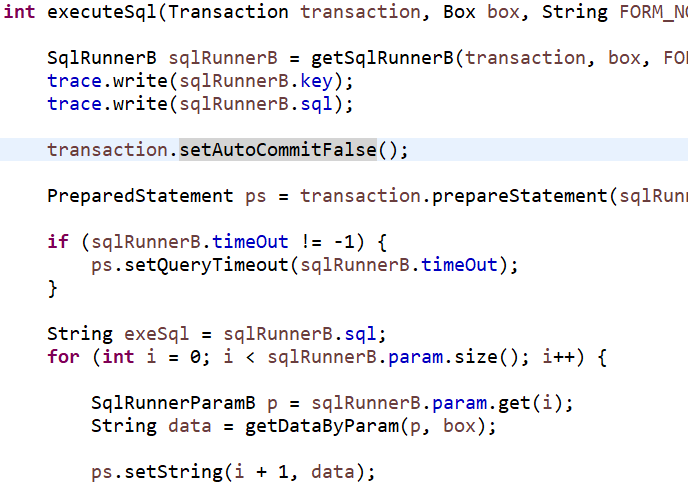 int executeSql(Transaction transaction, Box box, String FORM_NO
SqlRunnerB sqlRunnerB = getSqlRunnerB(transaction, box, FO
trace.write(sqlRunnerB.key);
trace.write(sqlRunnerB.sql);
transaction.setAutoCommitFalse();
PreparedStatement ps = transaction.prepareStatement(sqlRun
if (sqlRunnerB.timeOut != -1) {
ps.setQueryTimeout(sqlRunnerB.timeOut);
}
String exeSql = sqlRunnerB.sql;
for (int i = 0; i < sqlRunnerB.param.size(); i++) {
SqlRunnerParamB p = sqlRunnerB.param.get(i);
String data = getDataByParam(p, box);
ps.setString(i + 1, data);